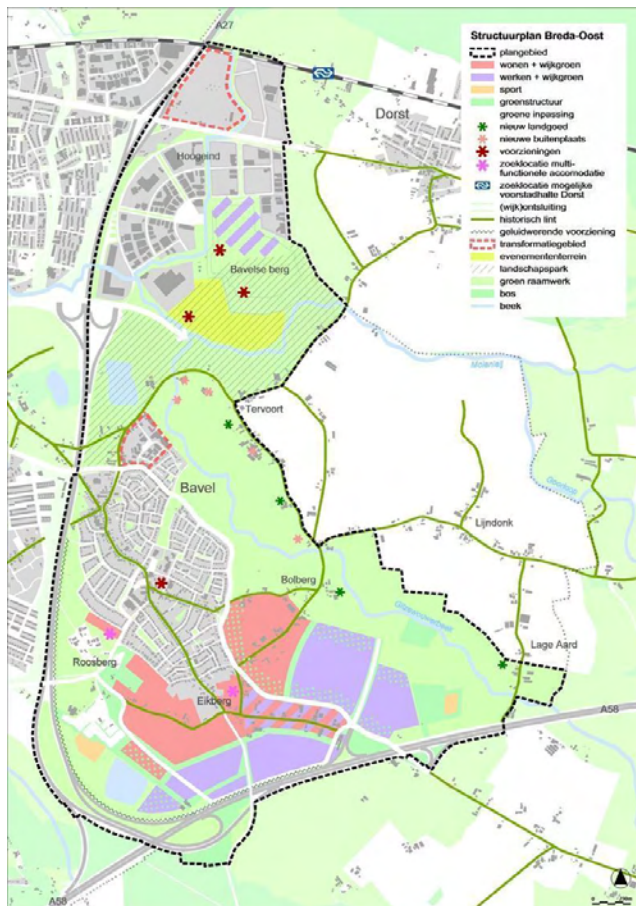 A27
Structuurplan Breda-Oost
plangebied
wonen + wijkgroen
werken + wijkgroen
sport
groenstructuur
groene inpassing
nieuw landgoed
nieuwe buitenplaats
voorzieningen
zoeklocatie multi-
functionele accomodatie
zoeklocatie mogelijke
voorstadhalte Dorst
(wijk)ontsluiting
historisch lint
geluidwerende voorziening
transformatiegebied
evenemententerrein
landschapspark
groen raamwerk
bos
beek
Dorst
Hoogeind
Bavelse berg
Molenleij
Tervoort
Bavel
Lijndonk
Bolberg
Gilzewouwerbeek
Lage Aard
Roosberg
Eikberg
A58
A58